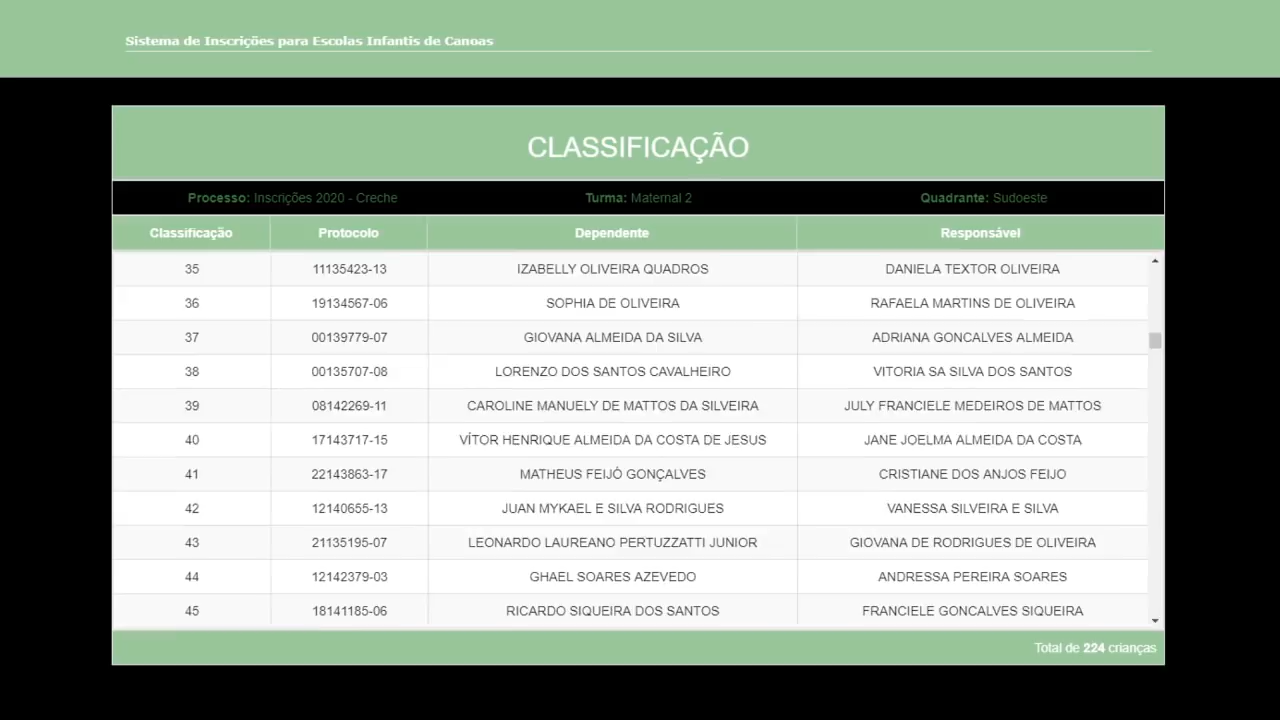 Sistema de Inscrições para Escolas Infantis de Canoas
CLASSIFICAÇÃO
Processo: Inscrições 2020 - Creche Turma: Maternal 2 Quadrante: Sudoeste
Classificação Protocolo Dependente Responsável
35 11135423-13 IZABELLY OLIVEIRA QUADROS DANIELA TEXTOR OLIVEIRA
36 19134567-06 SOPHIA DE OLIVEIRA RAFAELA MARTINS DE OLIVEIRA
37 00139779-07 GIOVANA ALMEIDA DA SILVA ADRIANA GONCALVES ALMEIDA
38 00135707-08 LORENZO DOS SANTOS CAVALHEIRO VITORIA SA SILVA DOS SANTOS
39 08142269-11 CAROLINE MANUELY DE MATTOS DA SILVEIRA JULY FRANCIELE MEDEIROS DE MATTOS
40 17143717-15 VÍTOR HENRIQUE ALMEIDA DA COSTA DE JESUS JANE JOELMA ALMEIDA DA COSTA
41 22143863-17 MATHEUS FEIJÓ GONÇALVES CRISTIANE DOS ANJOS FEIJO
42 12140655-13 JUAN MYKAEL E SILVA RODRIGUES VANESSA SILVEIRA E SILVA
43 21135195-07 LEONARDO LAUREANO PERTUZZATTI JUNIOR GIOVANA DE RODRIGUES DE OLIVEIRA
44 12142379-03 GHAEL SOARES AZEVEDO ANDRESSA PEREIRA SOARES
45 18141185-06 RICARDO SIQUEIRA DOS SANTOS FRANCIELE GONCALVES SIQUEIRA
Total de 224 crianças